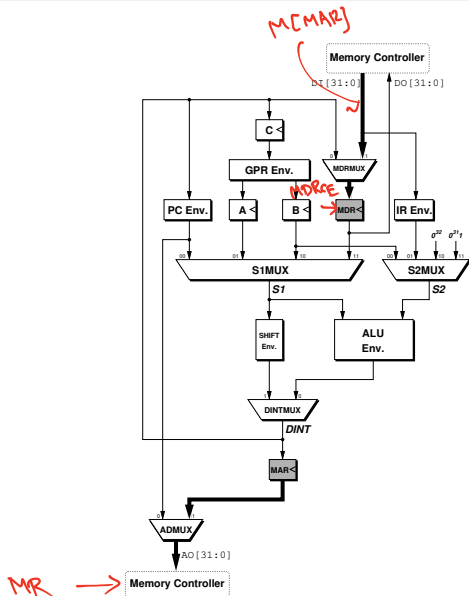 M[MAR]
Memory Controller
DI[31:0] DO[31:0]
C
0 1
MDRMUX
GPR Env.
MDRCE
PC Env. A B MDR IR Env.
0³² 0³¹1
00 01 10 11 00 01 10 11
S1MUX S2MUX
S1 S2
SHIFT
Env.
ALU
Env.
1 0
DINTMUX
DINT
MAR
0 1
ADMUX
AO[31:0]
MR Memory Controller